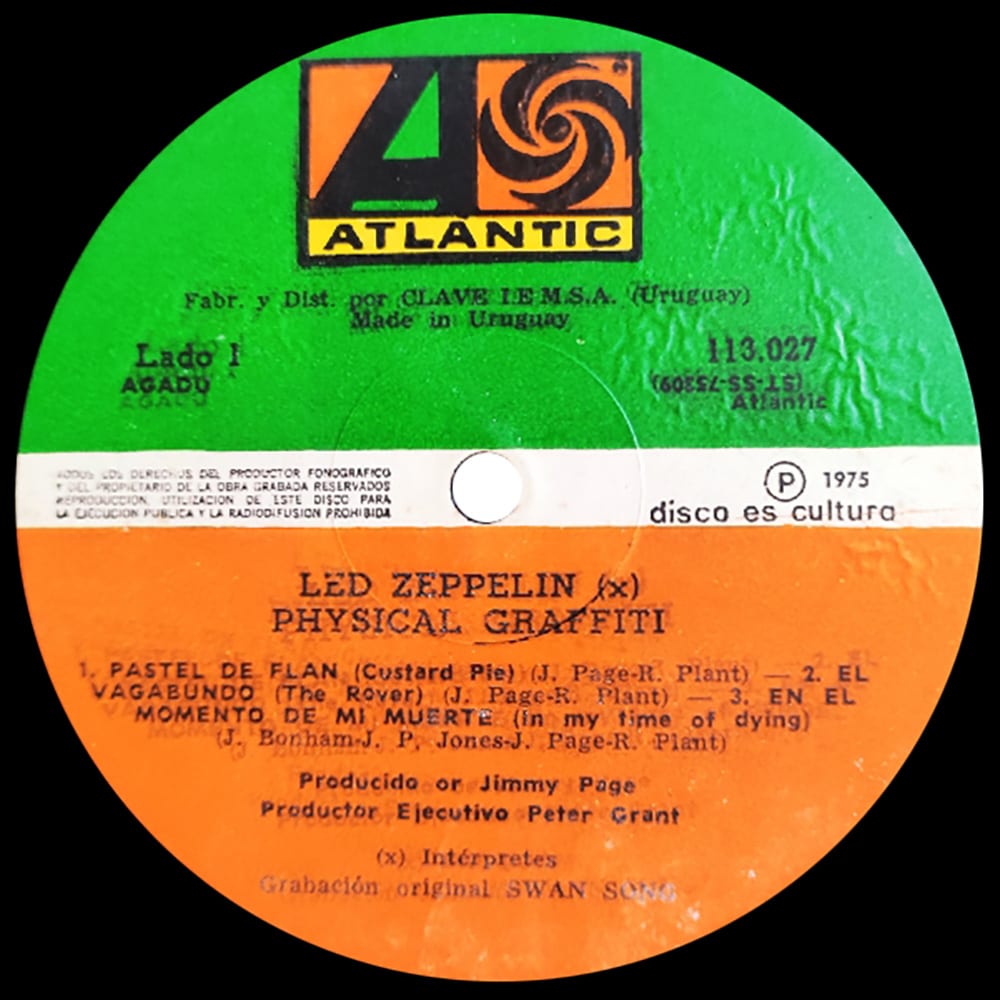 ATLANTIC
Fabr. y Dist. por CLAVE I.E M.S.A. (Uruguay)
Made in Uruguay
Lado 1
113.027
AGADU
(ST-SS-75309)
Atlantic
TODOS LOS DERECHOS DEL PRODUCTOR FONOGRAFICO
Y DEL PROPIETARIO DE LA OBRA GRABADA RESERVADOS
REPRODUCCION, UTILIZACION DE ESTE DISCO PARA
LA EJECUCION PUBLICA Y LA RADIODIFUSION PROHIBIDA
Ⓟ 1975
disco es cultura
LED ZEPPELIN (x)
PHYSICAL GRAFFITI
1. PASTEL DE FLAN (Custard Pie) (J. Page-R. Plant) — 2. EL
VAGABUNDO (The Rover) (J. Page-R. Plant) — 3. EN EL
MOMENTO DE MI MUERTE (in my time of dying)
(J. Bonham-J. P. Jones-J. Page-R. Plant)
Producido or Jimmy Page
Productor Ejecutivo Peter Grant
(x) Intérpretes
Grabación original SWAN SONG